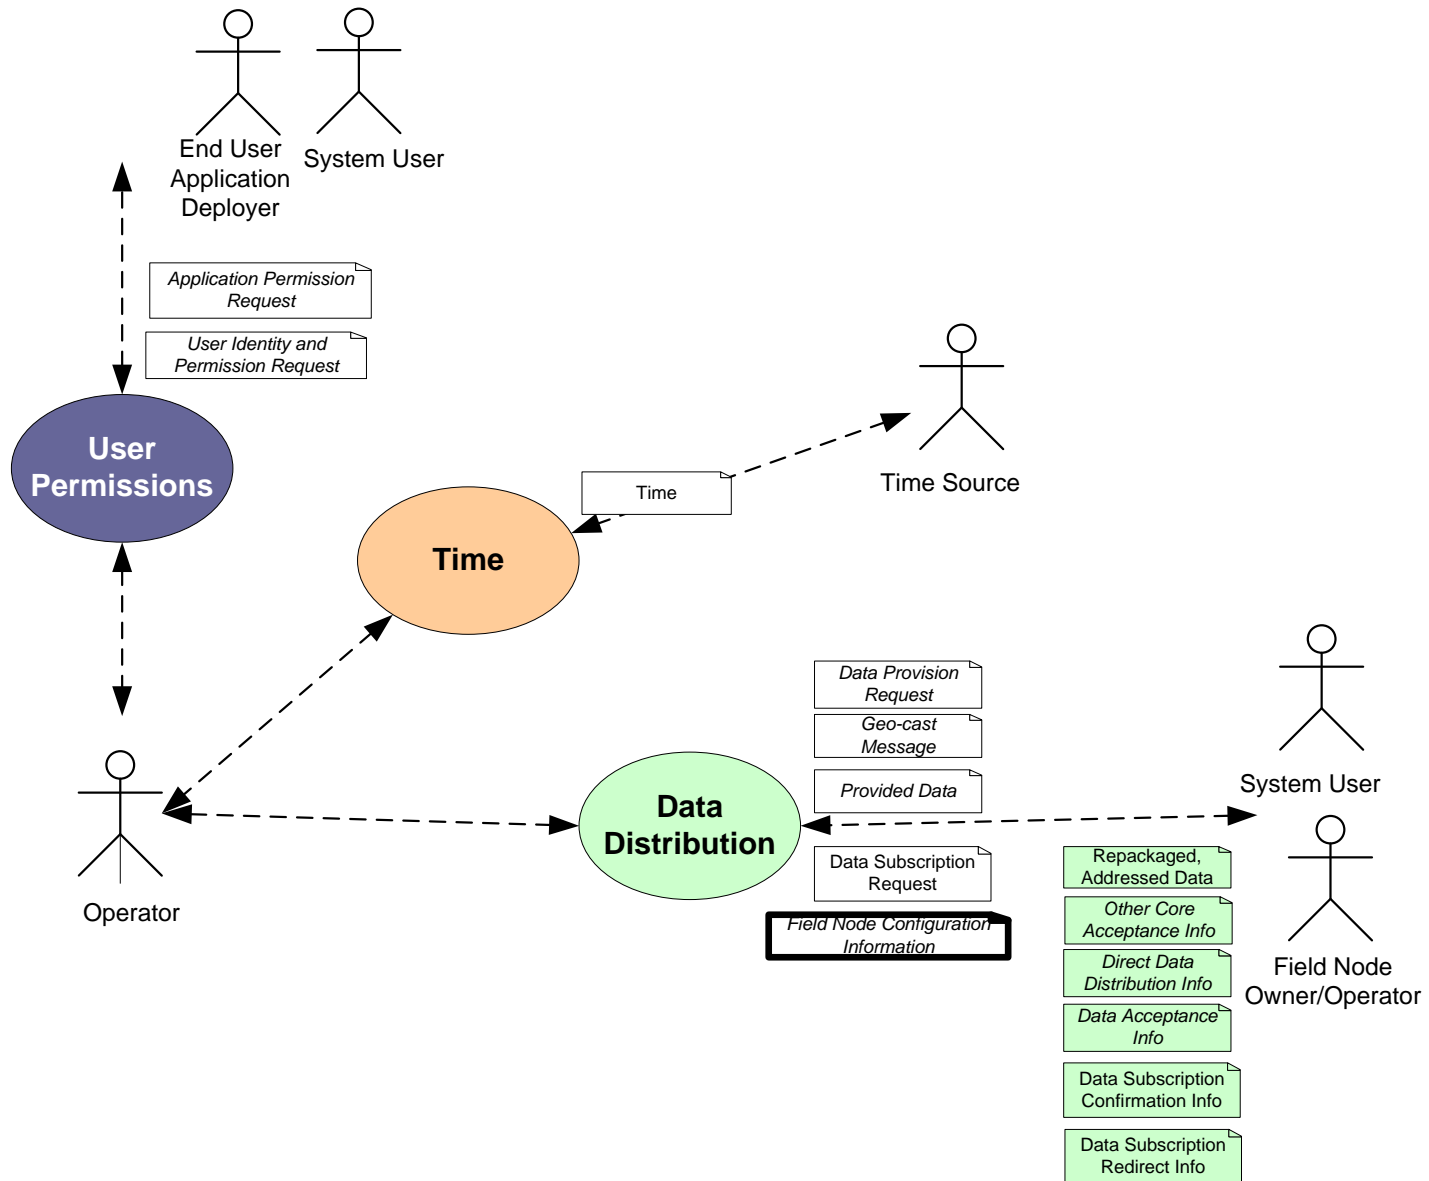 End User
Application
Deployer
System User
Application Permission
Request
User Identity and
Permission Request
User
Permissions
Time
Time Source
Time
Data Provision
Request
Geo-cast
Message
Provided Data
System User
Data
Distribution
Operator
Data Subscription
Request
Field Node Configuration
Information
Repackaged,
Addressed Data
Other Core
Acceptance Info
Direct Data
Distribution Info
Data Acceptance
Info
Data Subscription
Confirmation Info
Data Subscription
Redirect Info
Field Node
Owner/Operator